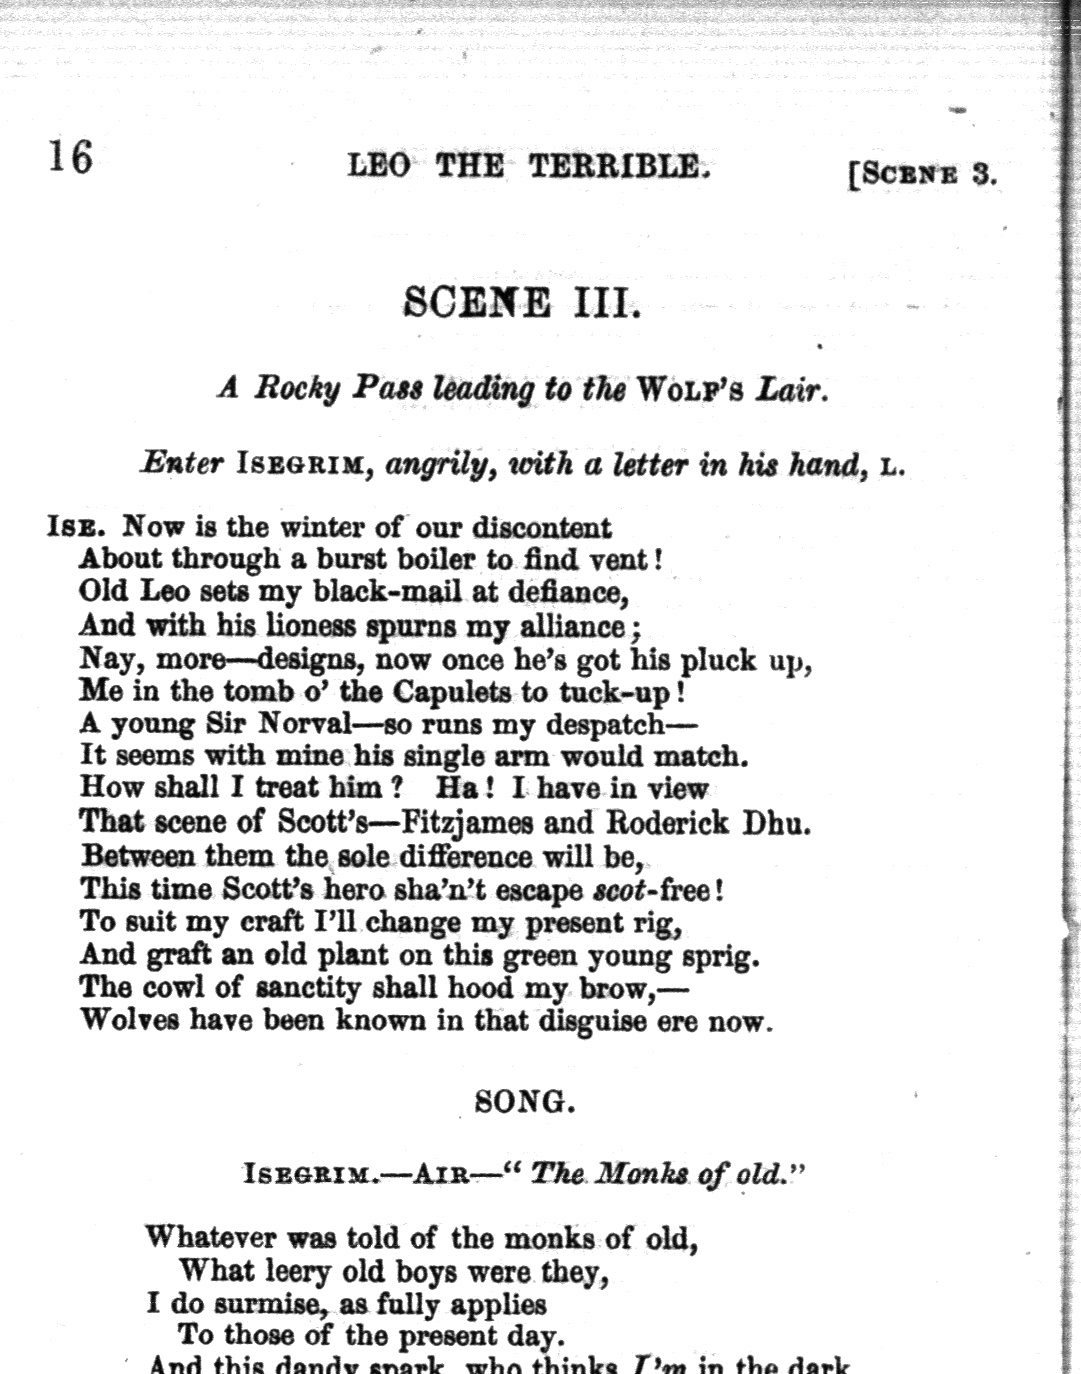 16 LEO THE TERRIBLE. [SCENE 3.
SCENE III.
A Rocky Pass leading to the WOLF'S Lair.
Enter ISEGRIM, angrily, with a letter in his hand, L.
ISE. Now is the winter of our discontent
About through a burst boiler to find vent!
Old Leo sets my black-mail at defiance,
And with his lioness spurns my alliance;
Nay, more—designs, now once he's got his pluck up,
Me in the tomb o' the Capulets to tuck-up!
A young Sir Norval—so runs my despatch—
It seems with mine his single arm would match.
How shall I treat him? Ha! I have in view
That scene of Scott's—Fitzjames and Roderick Dhu.
Between them the sole difference will be,
This time Scott's hero sha'n't escape scot-free!
To suit my craft I'll change my present rig,
And graft an old plant on this green young sprig.
The cowl of sanctity shall hood my brow,—
Wolves have been known in that disguise ere now.
SONG.
ISEGRIM.—AIR—"The Monks of old."
Whatever was told of the monks of old,
What leery old boys were they,
I do surmise, as fully applies
To those of the present day.
And this dandy spark, who thinks I'm in the dark